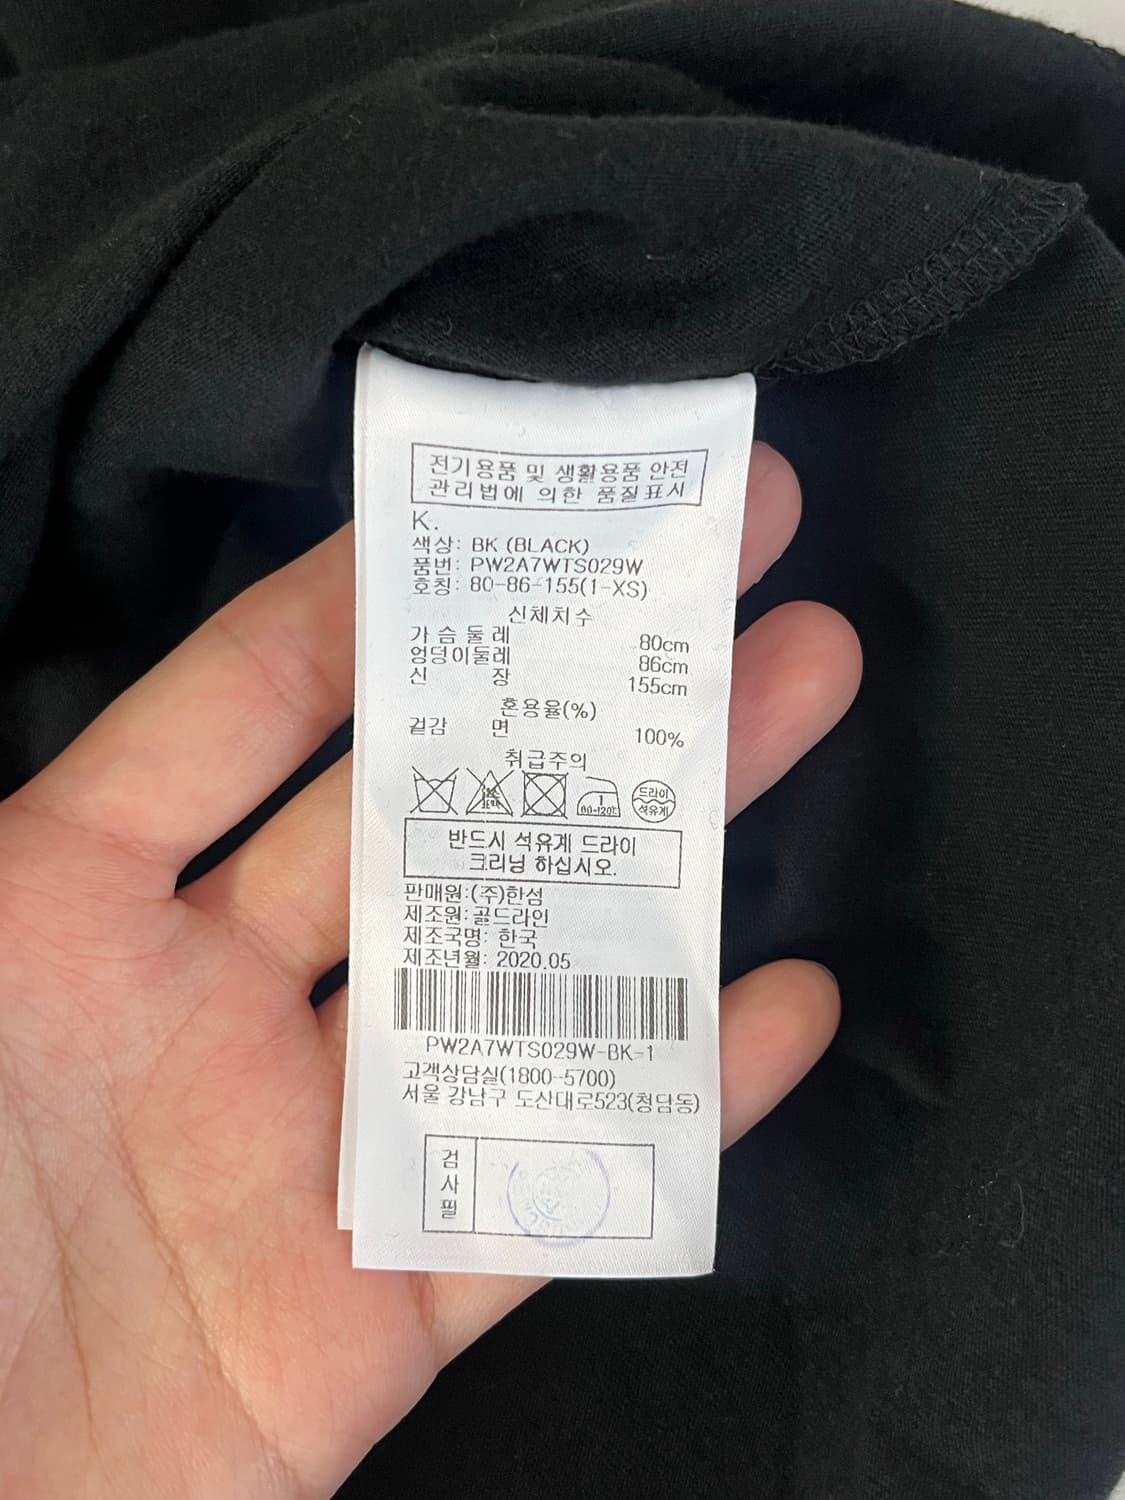 전기용품 및 생활용품 안전
관리법에 의한 품질표시
K.
색상: BK (BLACK)
품번: PW2A7WTS029W
호칭: 80-86-155(1-XS)
신체치수
가슴둘레 80cm
엉덩이둘레 86cm
신 장 155cm
혼용율(%)
겉감 면 100%
취급주의
1
80~120℃
드라이
석유계
반드시 석유계 드라이
크리닝 하십시오.
판매원:(주)한섬
제조원: 골드라인
제조국명: 한국
제조년월: 2020.05
PW2A7WTS029W-BK-1
고객상담실(1800-5700)
서울 강남구 도산대로523(청담동)
검사필